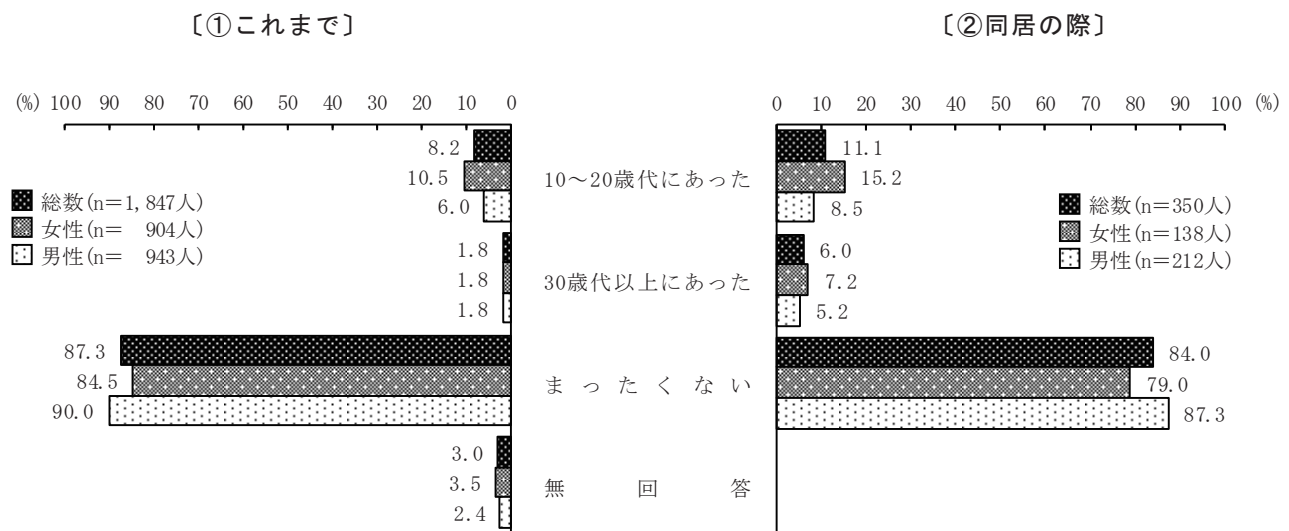 〔①これまで〕
〔②同居の際〕
(%) 100 90 80 70 60 50 40 30 20 10 0
0 10 20 30 40 50 60 70 80 90 100 (%)
総数(n=1,847人)
女性(n= 904人)
男性(n= 943人)
総数(n=350人)
女性(n=138人)
男性(n=212人)
10～20歳代にあった
8.2
10.5
6.0
11.1
15.2
8.5
30歳代以上にあった
1.8
1.8
1.8
6.0
7.2
5.2
まったくない
87.3
84.5
90.0
84.0
79.0
87.3
無回答
3.0
3.5
2.4